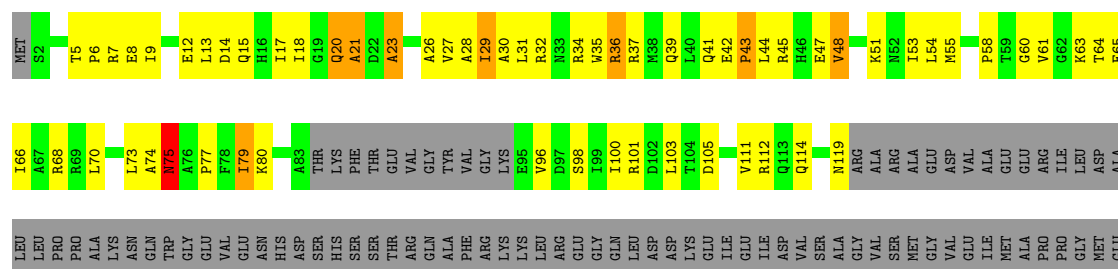 MET S2 T5 P6 R7 E8 I9 E12 L13 D14 Q15 H16 I17 I18 G19 Q20 A21 D22 A23 A26 V27 A28 I29 A30 L31 R32 N33 R34 W35 R36 R37 M38 Q39 L40 Q41 E42 P43 L44 R45 H46 E47 V48 K51 N52 I53 L54 M55 P58 T59 G60 V61 G62 K63 T64 E65
I66 A67 R68 R69 L70 L73 A74 N75 A76 P77 F78 I79 K80 A83 THR LYS PHE THR GLU VAL GLY TYR VAL GLY LYS E95 V96 D97 S98 I99 I100 R101 D102 L103 T104 D105 V111 R112 Q113 Q114 N119 ARG ALA ARG ALA GLU ASP VAL ALA GLU GLU ARG ILE LEU ASP ALA
LEU LEU PRO PRO ALA LYS ASN GLN TRP GLY GLU VAL GLU ASN HIS ASP SER HIS SER SER THR ARG GLN ALA PHE ARG LYS LYS LEU ARG GLU GLY GLN LEU ASP ASP LYS GLU ILE GLU ILE ASP VAL SER ALA GLY VAL SER MET GLY VAL GLU ILE MET ALA PRO PRO GLY MET GLU